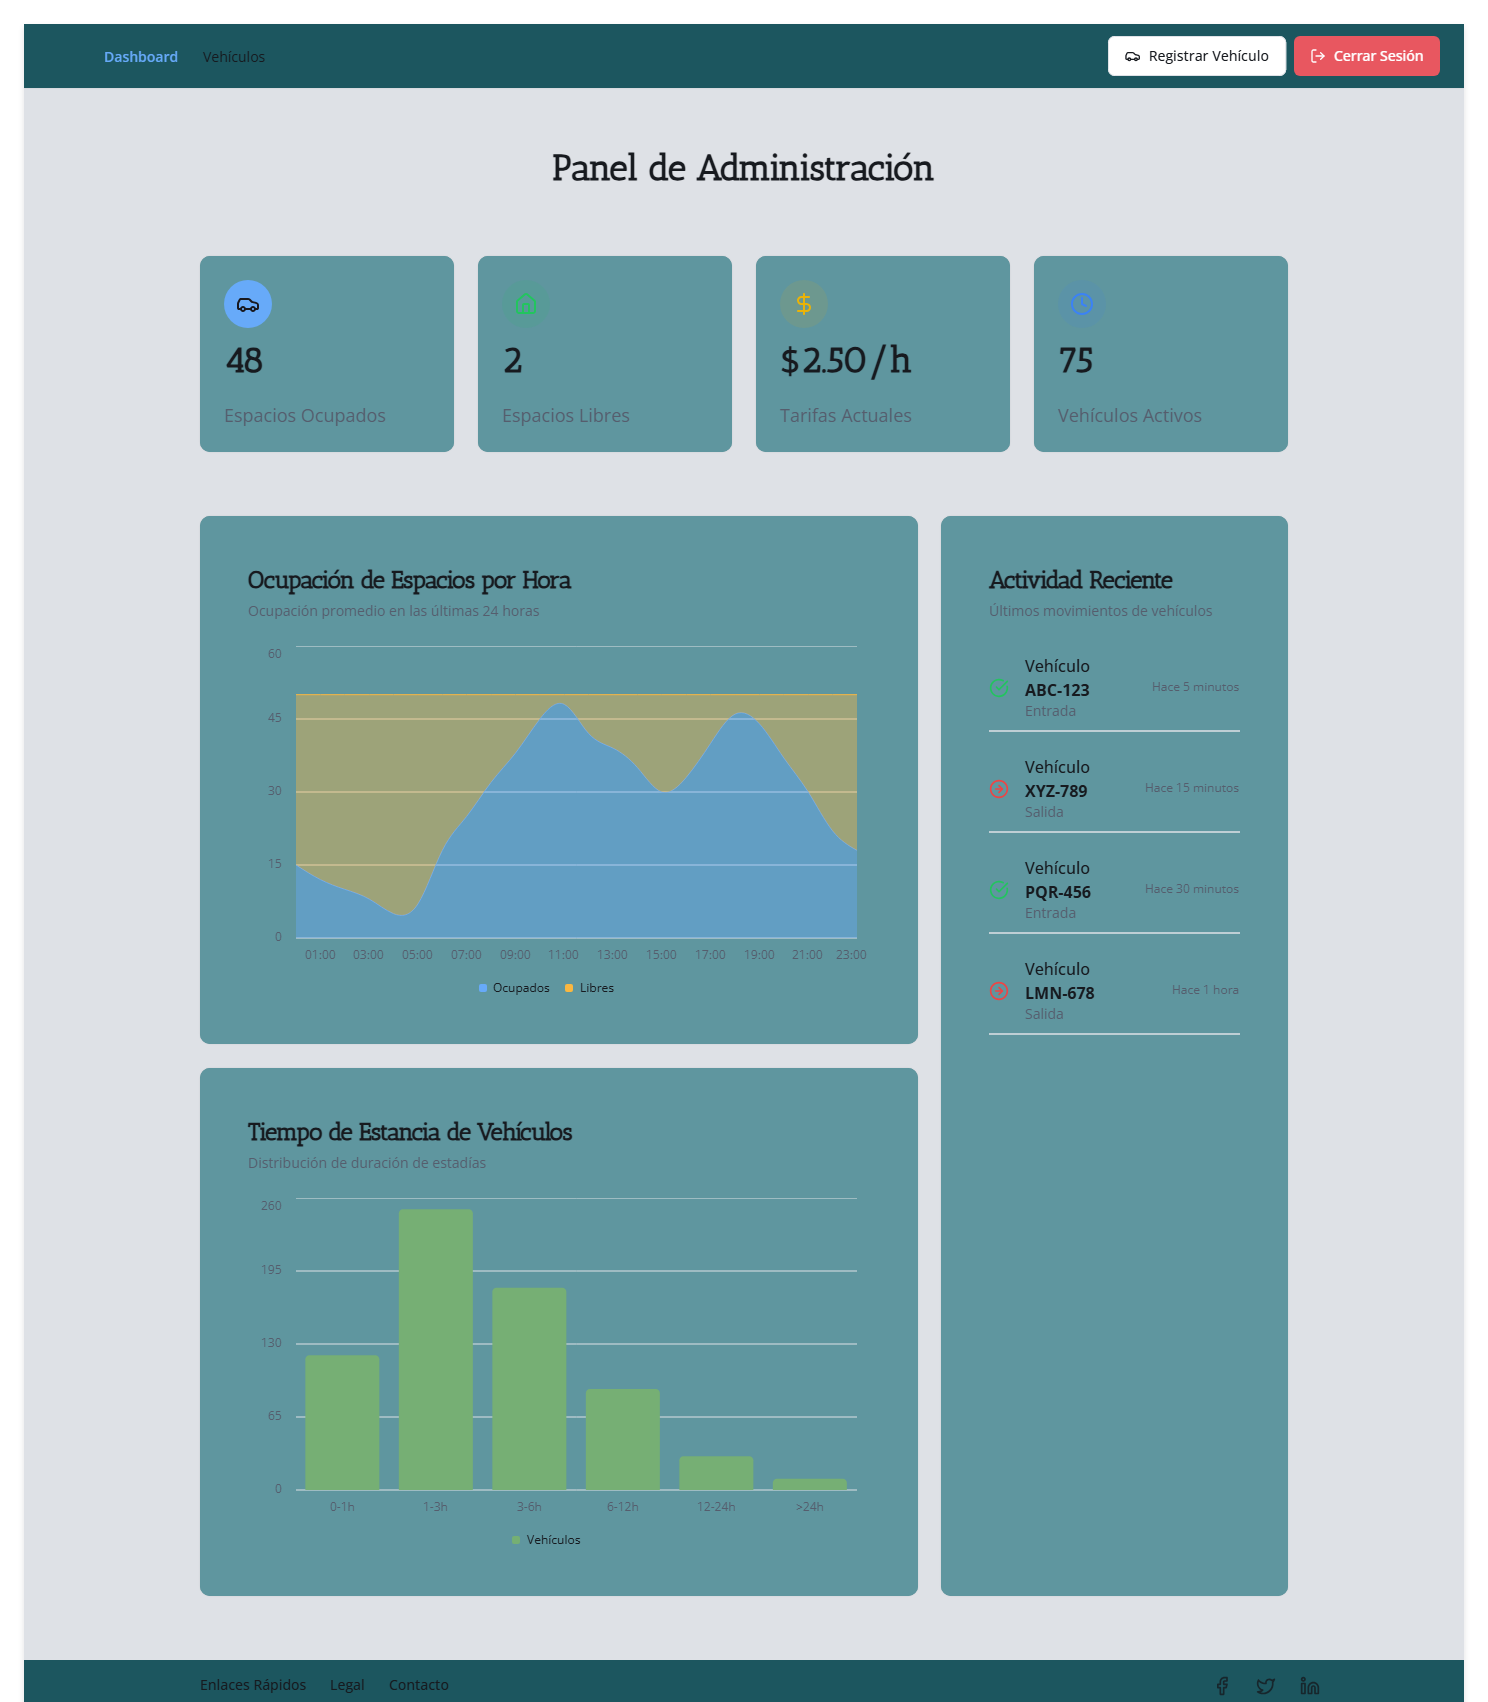 Dashboard Vehículos Registrar Vehículo Cerrar Sesión
Panel de Administración
48
Espacios Ocupados
2
Espacios Libres
$2.50/h
Tarifas Actuales
75
Vehículos Activos
Ocupación de Espacios por Hora
Ocupación promedio en las últimas 24 horas
60
45
30
15
0
01:00 03:00 05:00 07:00 09:00 11:00 13:00 15:00 17:00 19:00 21:00 23:00
Ocupados Libres
Actividad Reciente
Últimos movimientos de vehículos
Vehículo
ABC-123
Entrada
Hace 5 minutos
Vehículo
XYZ-789
Salida
Hace 15 minutos
Vehículo
PQR-456
Entrada
Hace 30 minutos
Vehículo
LMN-678
Salida
Hace 1 hora
Tiempo de Estancia de Vehículos
Distribución de duración de estadías
260
195
130
65
0
0-1h 1-3h 3-6h 6-12h 12-24h >24h
Vehículos
Enlaces Rápidos Legal Contacto